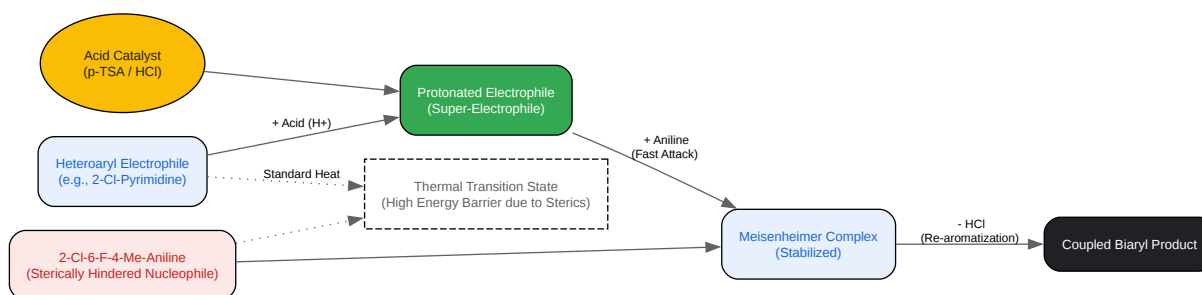 Acid Catalyst
(p-TSA / HCl)
Protonated Electrophile
(Super-Electrophile)
+ Acid (H+)
+ Aniline
(Fast Attack)
Heteroaryl Electrophile
(e.g., 2-Cl-Pyrimidine)
Standard Heat
Thermal Transition State
(High Energy Barrier due to Sterics)
2-Cl-6-F-4-Me-Aniline
(Sterically Hindered Nucleophile)
Meisenheimer Complex
(Stabilized)
- HCl
(Re-aromatization)
Coupled Biaryl Product